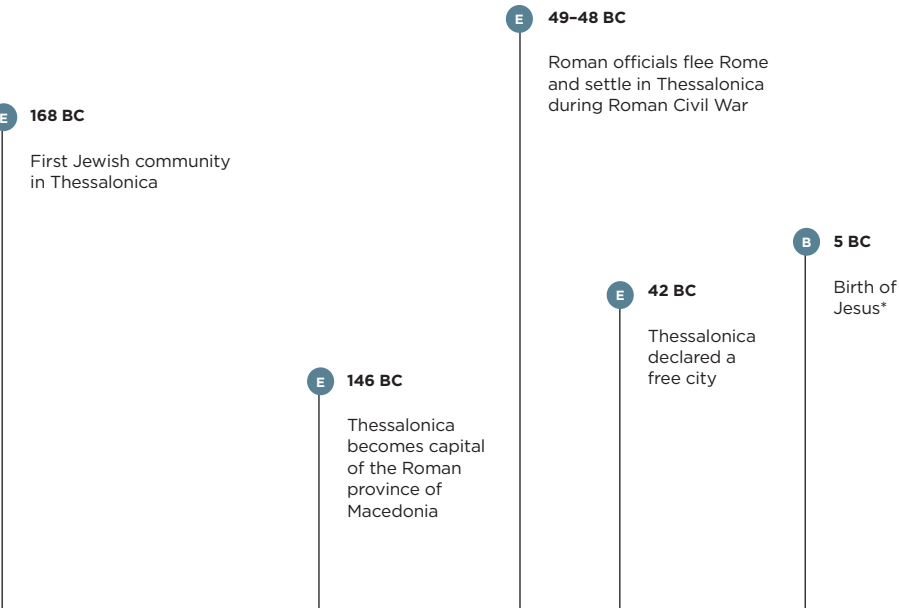 E
168 BC
First Jewish community
in Thessalonica
E
146 BC
Thessalonica
becomes capital
of the Roman
province of
Macedonia
E
49–48 BC
Roman officials flee Rome
and settle in Thessalonica
during Roman Civil War
E
42 BC
Thessalonica
declared a
free city
B
5 BC
Birth of
Jesus*